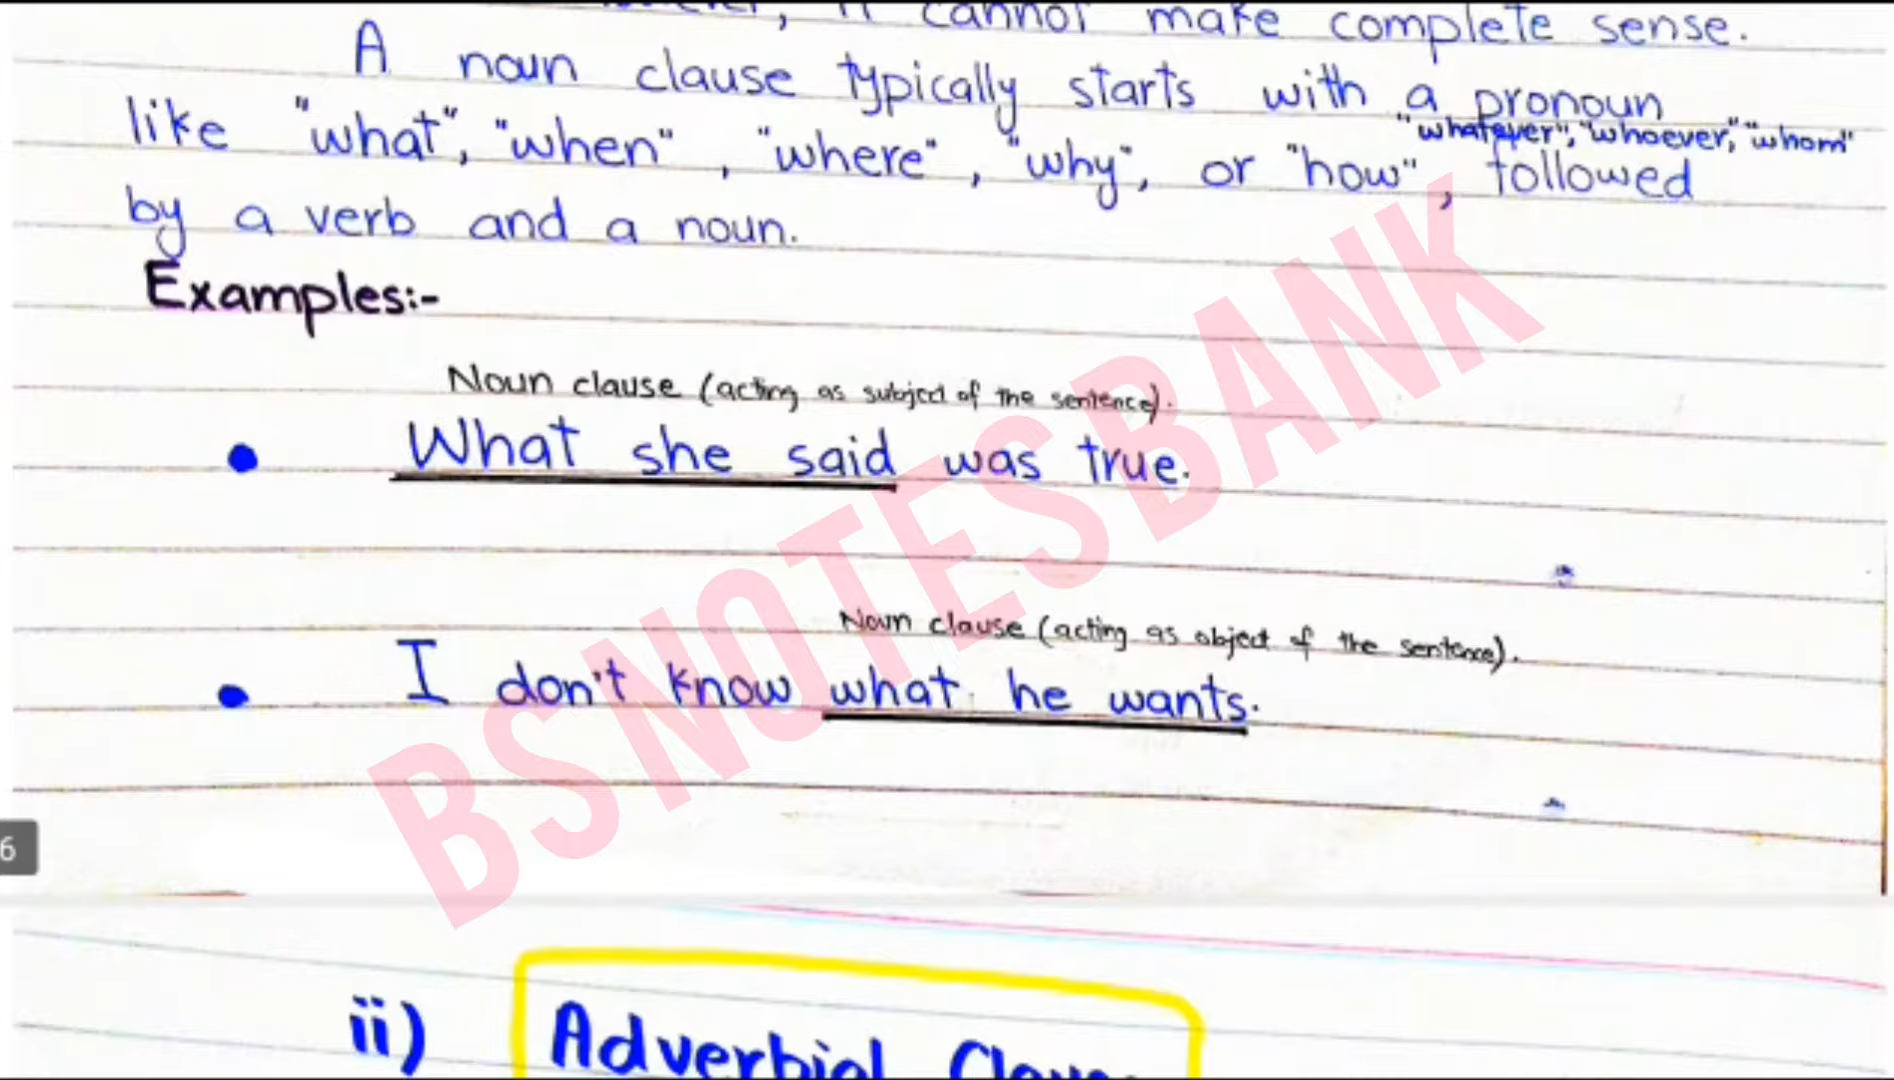 , it cannot make complete sense.
A noun clause typically starts with a pronoun
"whatever", "whoever", "whom"
like "what", "when", "where", "why", or "how", followed
by a verb and a noun.
Examples:-
Noun clause (acting as subject of the sentence).
• What she said was true.
Noun clause (acting as object of the sentence).
• I don't know what he wants.
BSNOTESBANK
6
ii) Adverbial